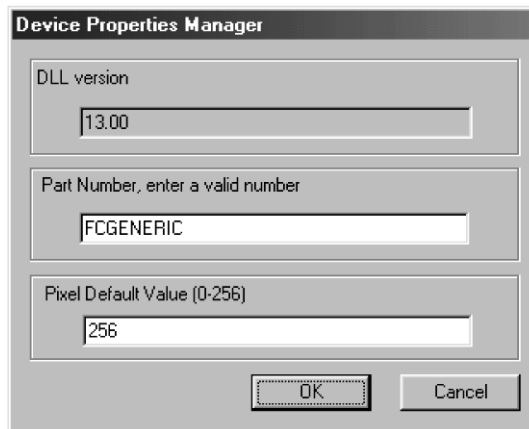 Device Properties Manager
DLL version
13.00
Part Number, enter a valid number
FCGENERIC
Pixel Default Value (0-256)
256
OK
Cancel